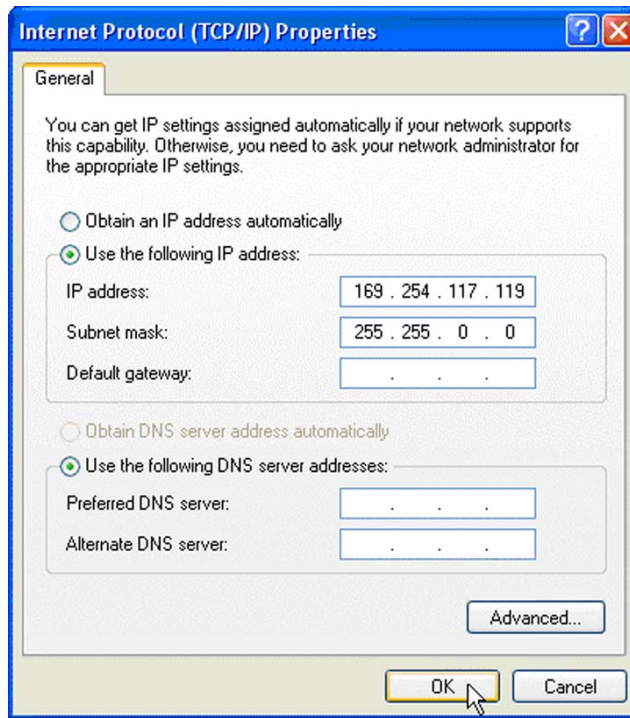 Internet Protocol (TCP/IP) Properties
General
You can get IP settings assigned automatically if your network supports
this capability. Otherwise, you need to ask your network administrator for
the appropriate IP settings.
Obtain an IP address automatically
Use the following IP address:
IP address: 169 . 254 . 117 . 119
Subnet mask: 255 . 255 . 0 . 0
Default gateway: . . .
Obtain DNS server address automatically
Use the following DNS server addresses:
Preferred DNS server: . . .
Alternate DNS server: . . .
Advanced...
OK Cancel